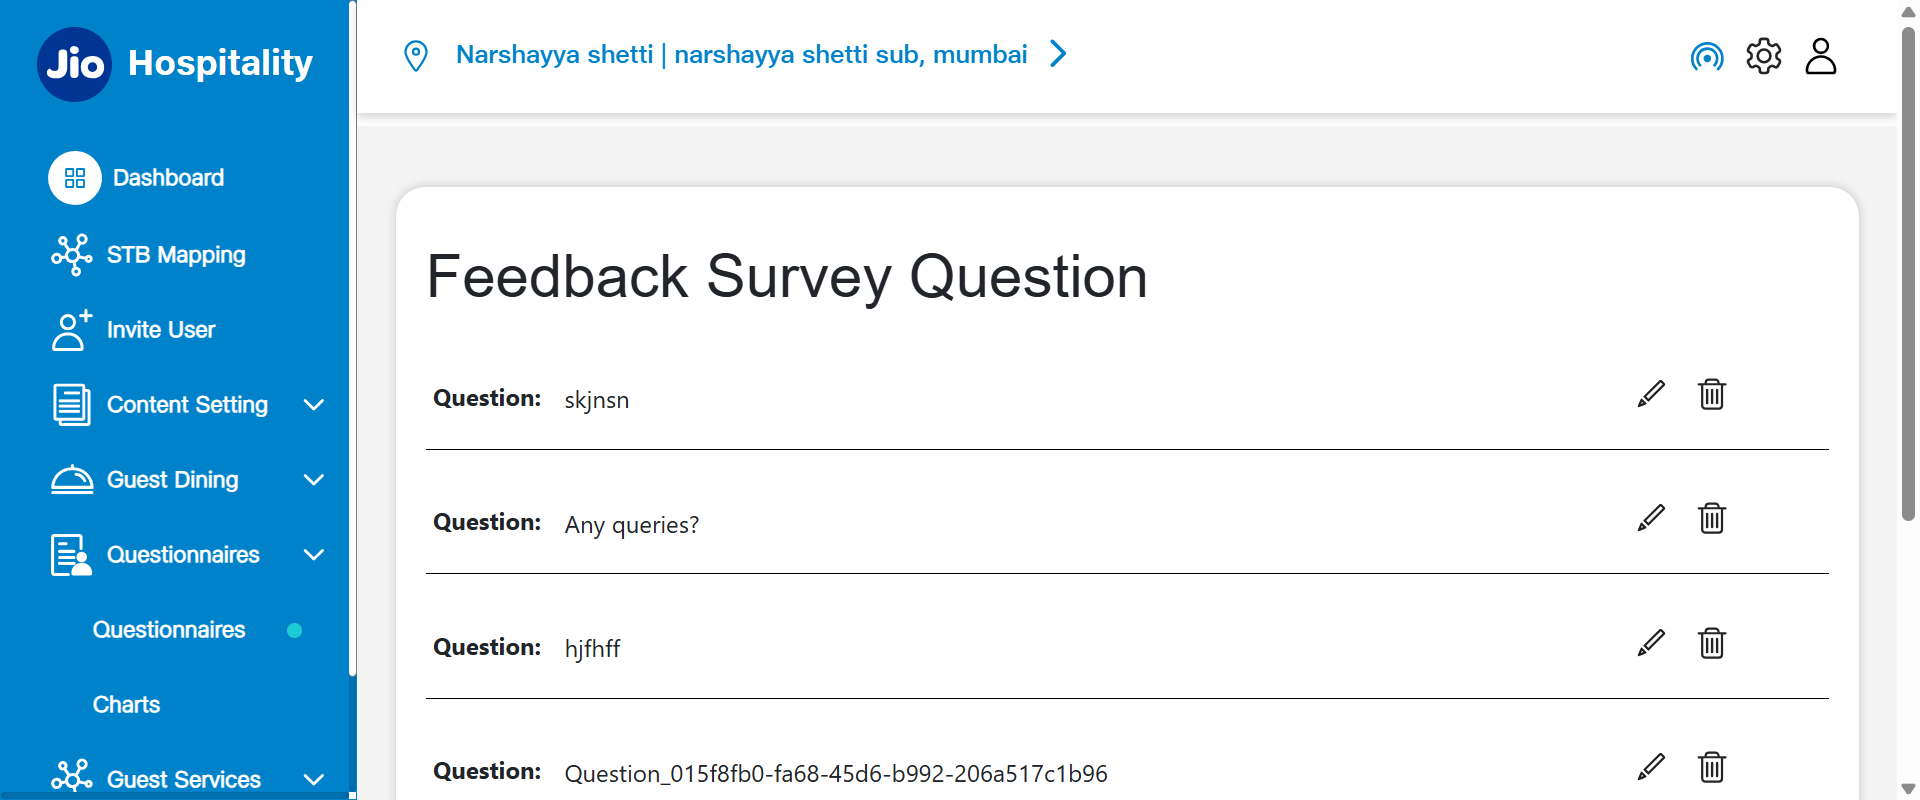 Jio Hospitality
Narshayya shetti | narshayya shetti sub, mumbai
Dashboard
STB Mapping
Invite User
Content Setting
Guest Dining
Questionnaires
Questionnaires
Charts
Guest Services
Feedback Survey Question
Question: skjnsn
Question: Any queries?
Question: hjfhff
Question: Question_015f8fb0-fa68-45d6-b992-206a517c1b96